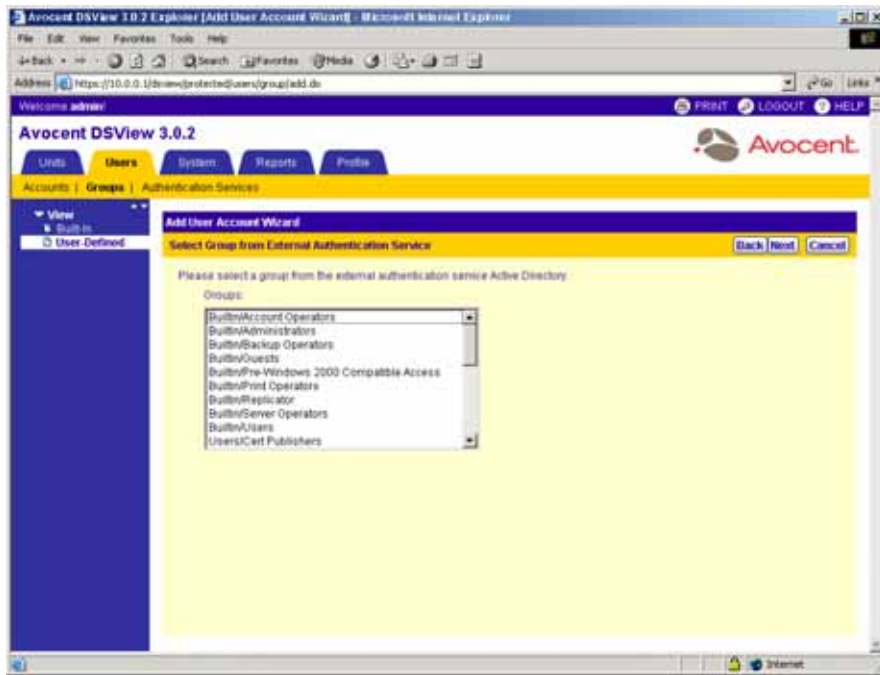 Avocent DSView 3.0.2 Explorer [Add User Account Wizard] - Microsoft Internet Explorer
File Edit View Favorites Tools Help
Back Search Favorites Media
Address https://10.0.0.1/dsview/protected/users/group/add.do Go Links
Welcome admin! PRINT LOGOUT HELP
Avocent DSView 3.0.2
Avocent.
Units Users System Reports Profile
Accounts | Groups | Authentication Services
View
Built-In
User-Defined
Add User Account Wizard
Select Group from External Authentication Service Back Next Cancel
Please select a group from the external authentication service Active Directory
Groups:
Builtin/Account Operators
Builtin/Administrators
Builtin/Backup Operators
Builtin/Guests
Builtin/Pre-Windows 2000 Compatible Access
Builtin/Print Operators
Builtin/Replicator
Builtin/Server Operators
Builtin/Users
Users/Cert Publishers
Internet